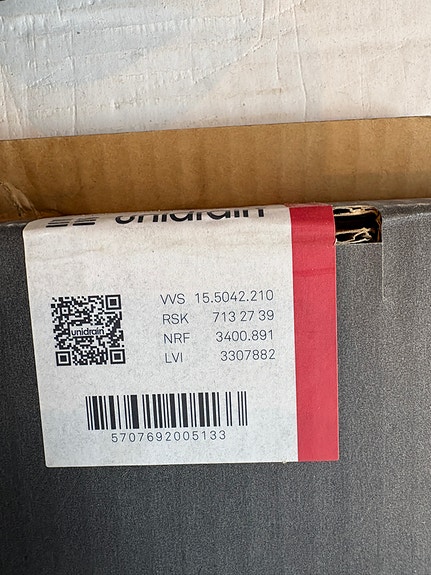 unidrain
unidrain
VVS 15.5042.210
RSK 713 27 39
NRF 3400.891
LVI 3307882
5707692005133